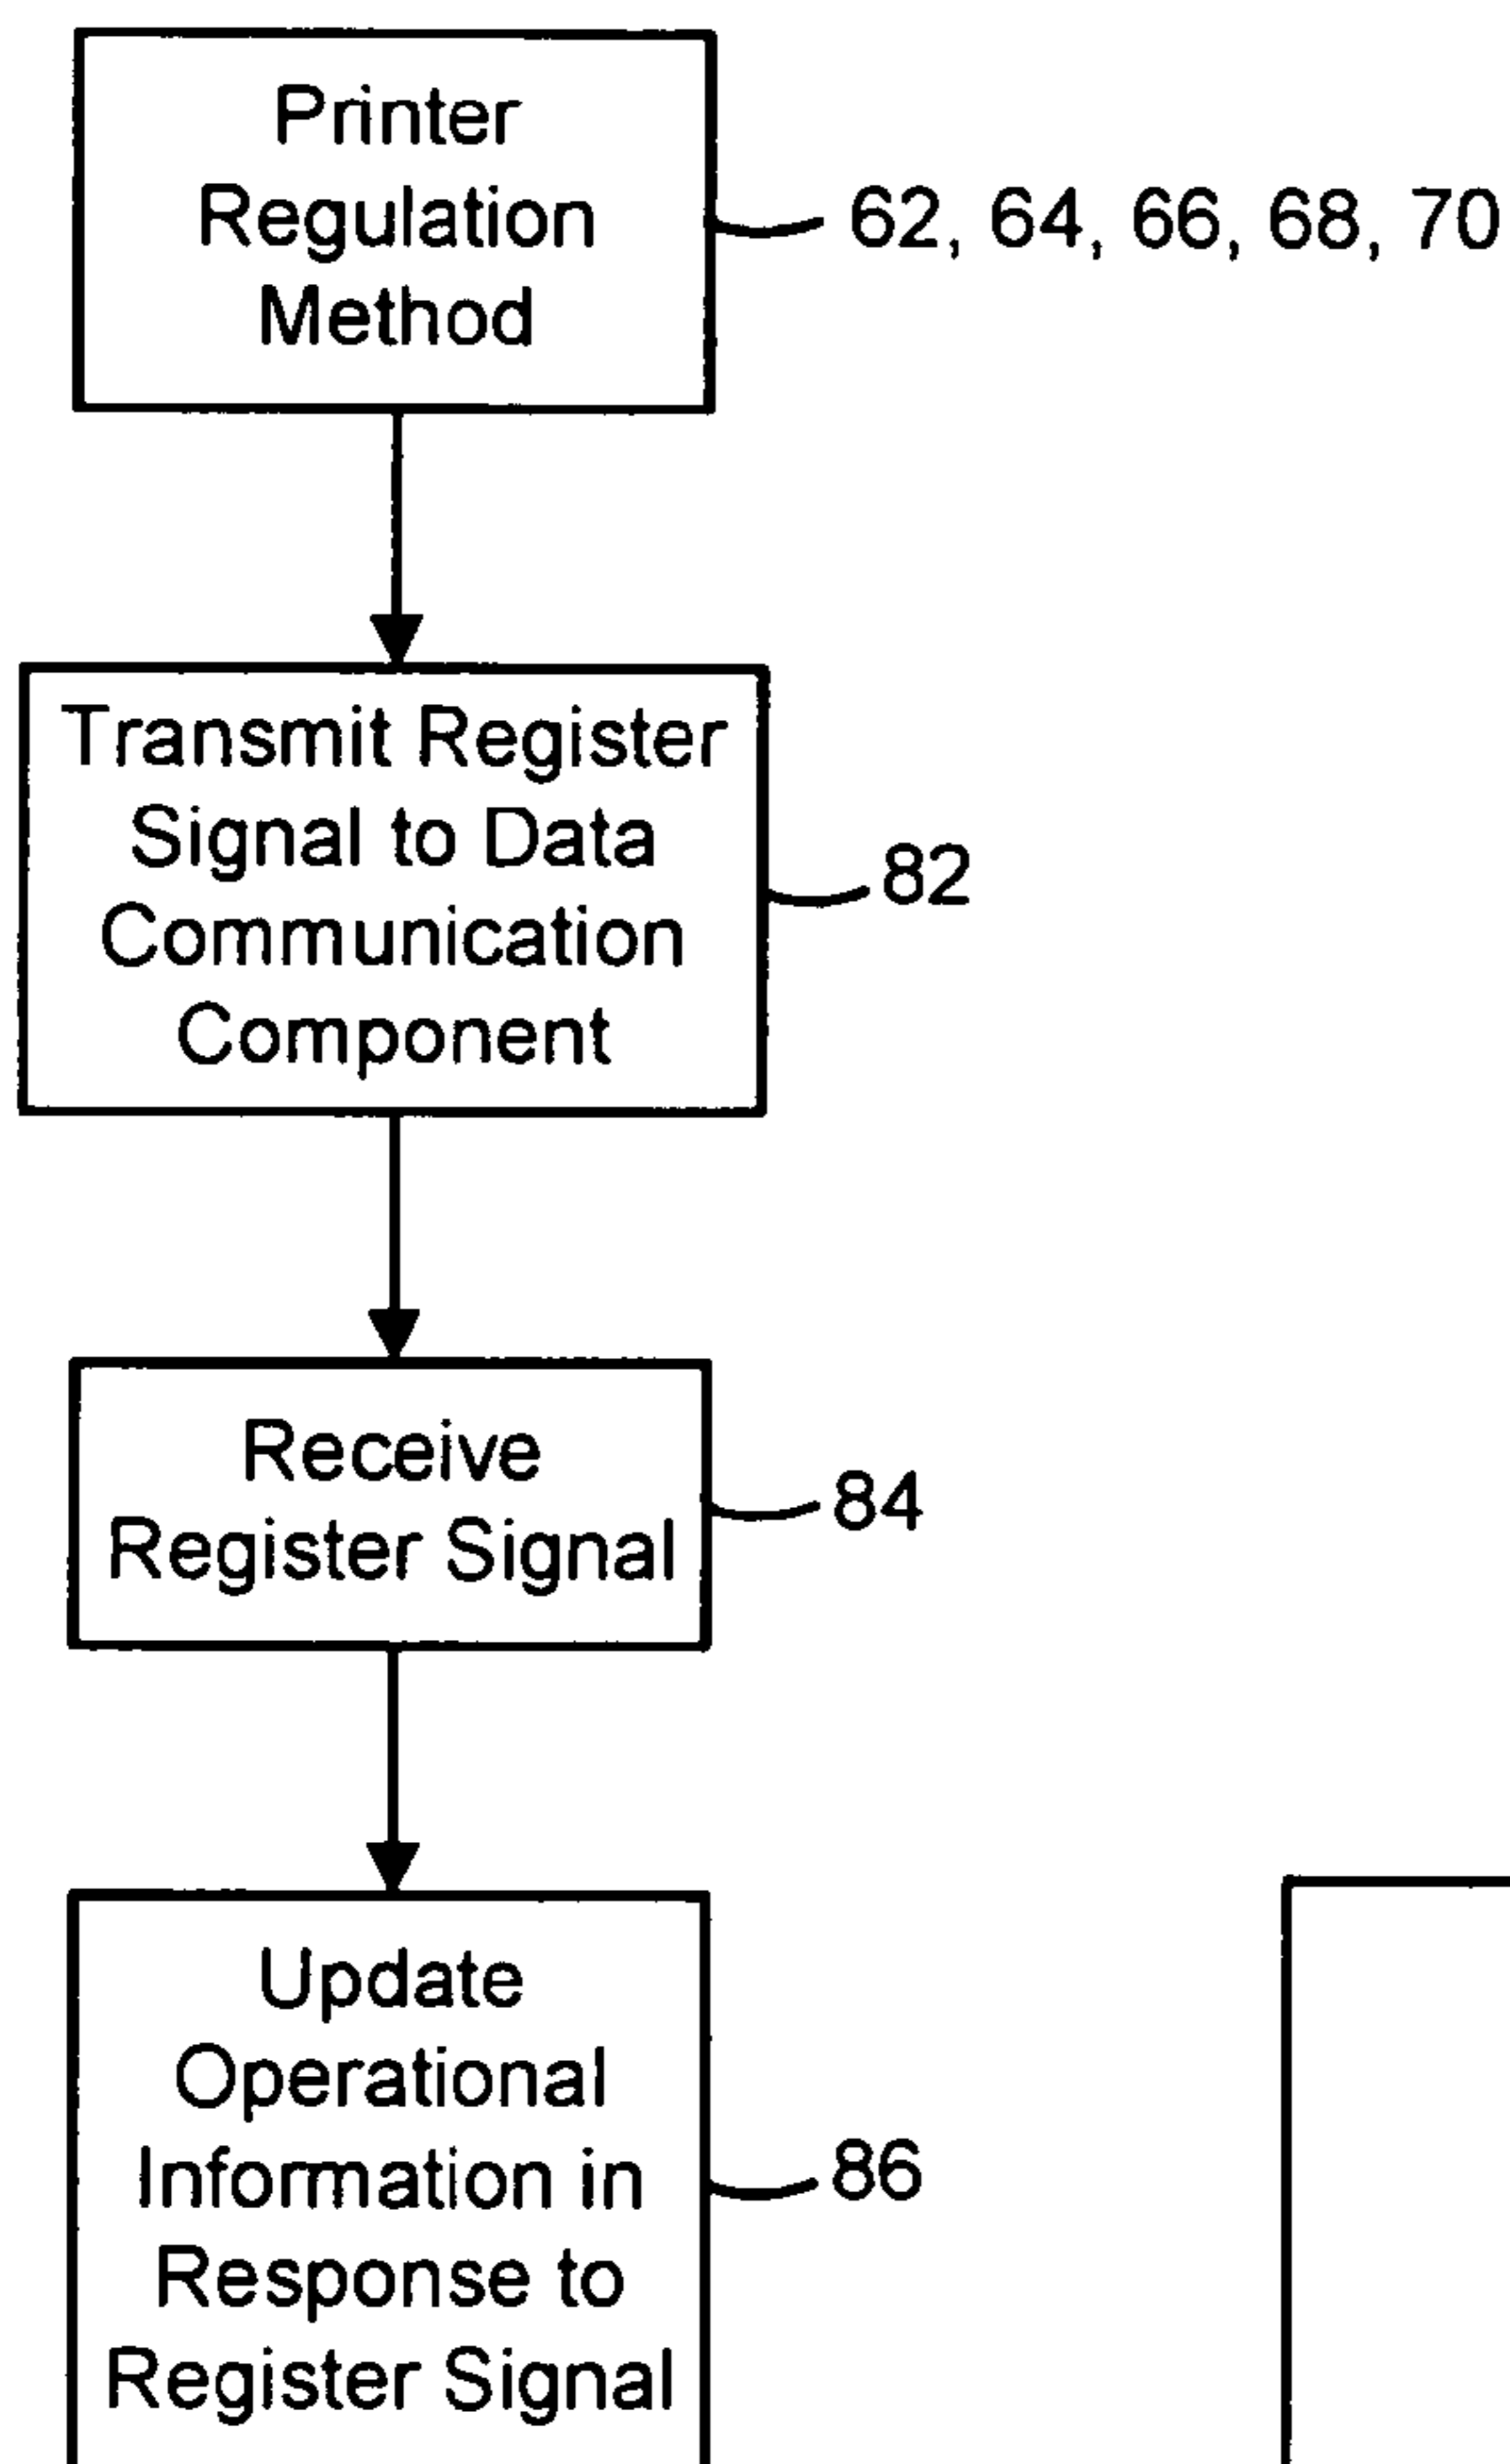 Printer
Regulation
Method
62, 64, 66, 68, 70
Transmit Register
Signal to Data
Communication
Component
82
Receive
Register Signal
84
Update
Operational
Information in
Response to
Register Signal
86